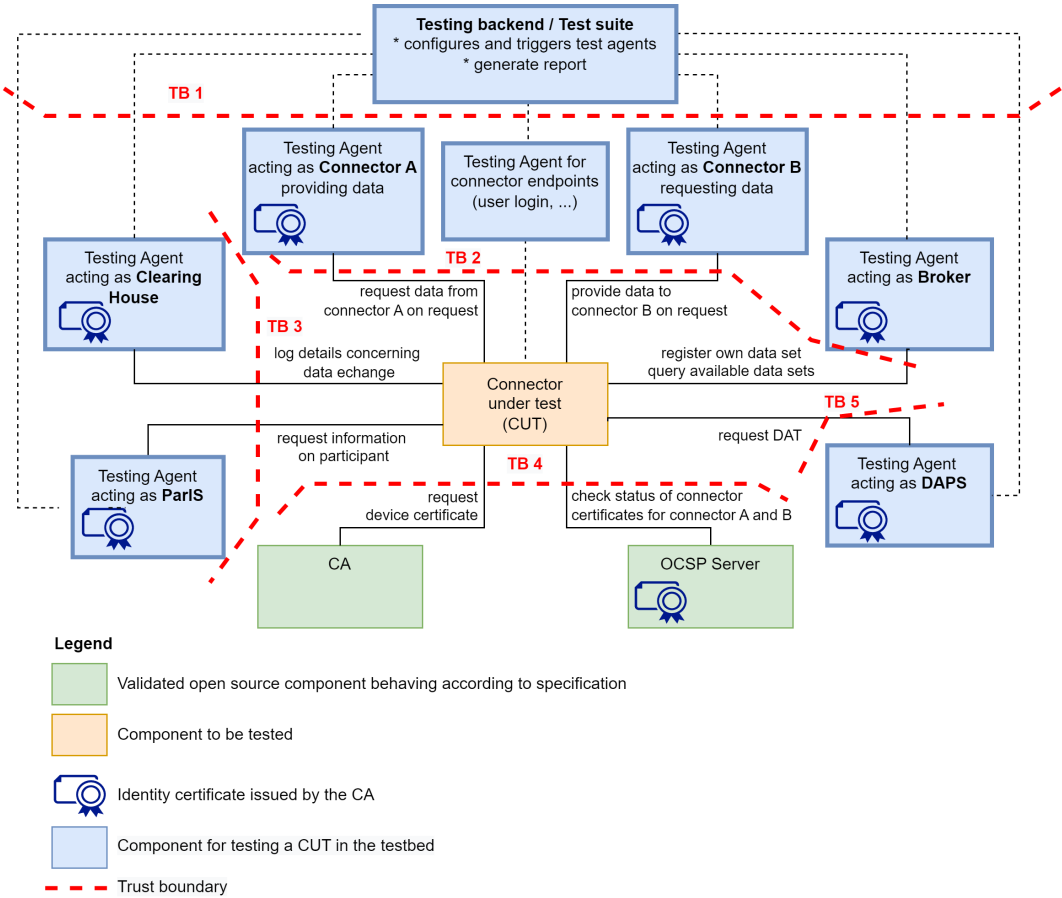 Testing backend / Test suite
* configures and triggers test agents
* generate report
TB 1
Testing Agent
acting as Connector A
providing data
Testing Agent for
connector endpoints
(user login, ...)
Testing Agent
acting as Connector B
requesting data
Testing Agent
acting as Clearing
House
TB 2
Testing Agent
acting as Broker
request data from
connector A on request
provide data to
connector B on request
TB 3
log details concerning
data echange
register own data set
query available data sets
Connector
under test
(CUT)
TB 5
request information
on participant
request DAT
TB 4
Testing Agent
acting as ParIS
Testing Agent
acting as DAPS
request
device certificate
check status of connector
certificates for connector A and B
CA
OCSP Server
Legend
Validated open source component behaving according to specification
Component to be tested
Identity certificate issued by the CA
Component for testing a CUT in the testbed
Trust boundary